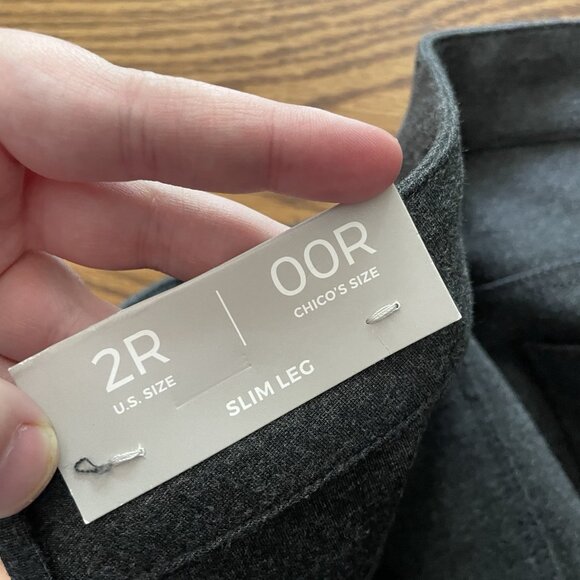 2R | 00R
U.S. SIZE CHICO'S SIZE
SLIM LEG